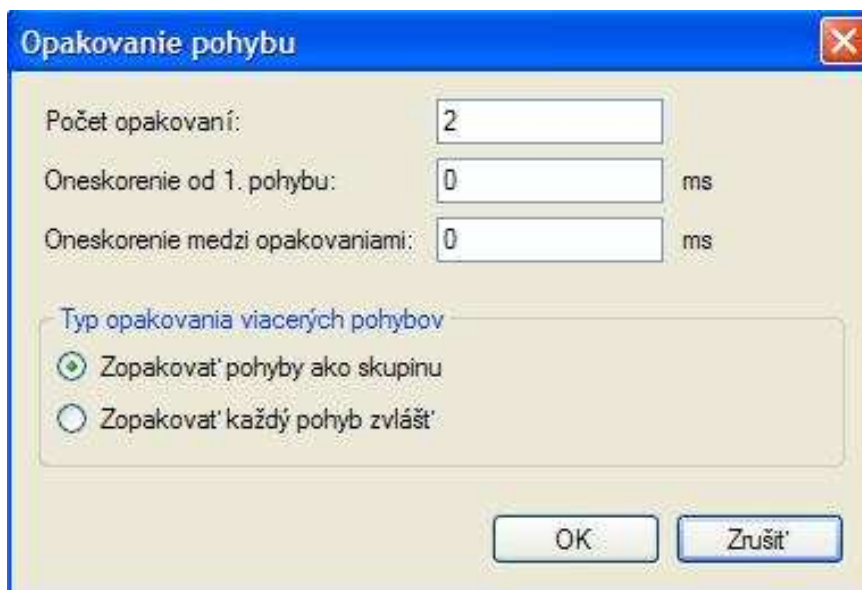 Opakovanie pohybu
Počet opakovaní: 2
Oneskorenie od 1. pohybu: 0 ms
Oneskorenie medzi opakovaniami: 0 ms
Typ opakovania viacerých pohybov
Zopakovať pohyby ako skupinu
Zopakovať každý pohyb zvlášť
OK Zrušiť